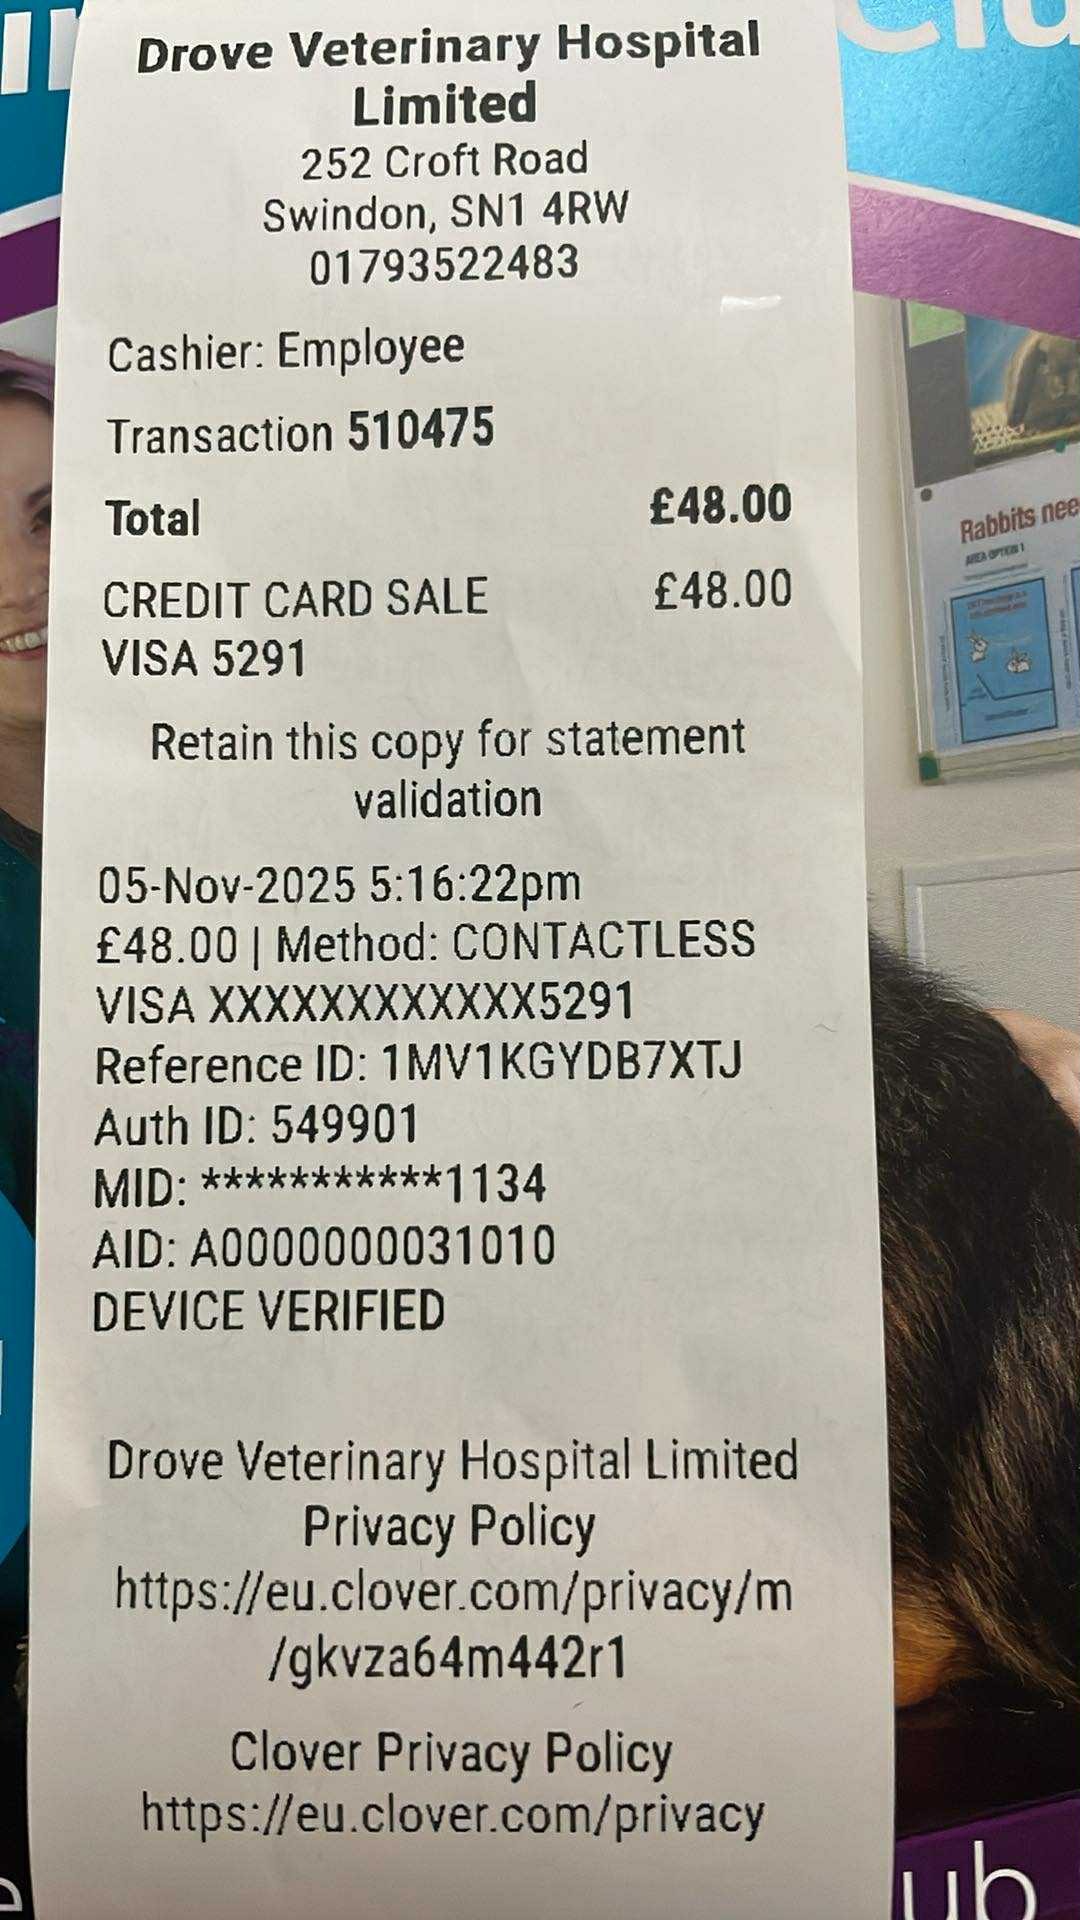 Drove Veterinary Hospital
Limited
252 Croft Road
Swindon, SN1 4RW
01793522483
Cashier: Employee
Transaction 510475
Total £48.00
CREDIT CARD SALE £48.00
VISA 5291
Retain this copy for statement
validation
05-Nov-2025 5:16:22pm
£48.00 | Method: CONTACTLESS
VISA XXXXXXXXXXXX5291
Reference ID: 1MV1KGYDB7XTJ
Auth ID: 549901
MID: ***********1134
AID: A0000000031010
DEVICE VERIFIED
Drove Veterinary Hospital Limited
Privacy Policy
https://eu.clover.com/privacy/m
/gkvza64m442r1
Clover Privacy Policy
https://eu.clover.com/privacy
Rabbits nee
AREA OPTION 1
ub